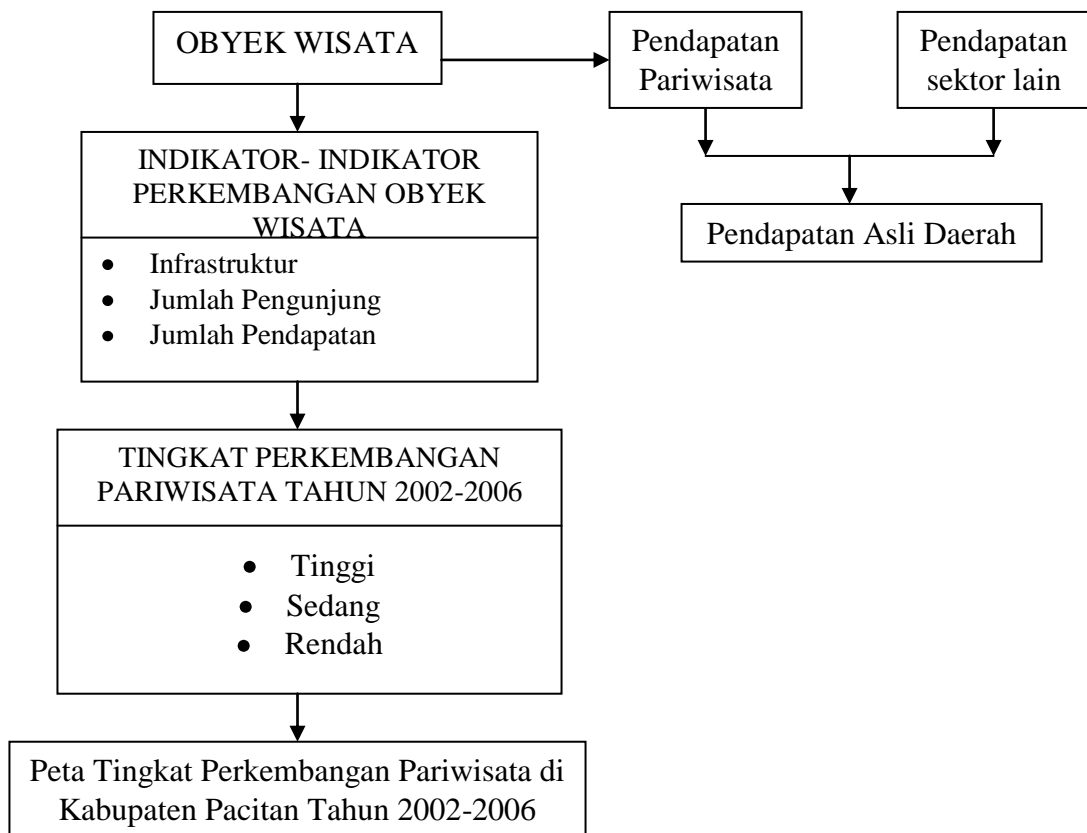 OBYEK WISATA
Pendapatan
Pariwisata
Pendapatan
sektor lain
INDIKATOR- INDIKATOR
PERKEMBANGAN OBYEK
WISATA
• Infrastruktur
• Jumlah Pengunjung
• Jumlah Pendapatan
Pendapatan Asli Daerah
TINGKAT PERKEMBANGAN
PARIWISATA TAHUN 2002-2006
• Tinggi
• Sedang
• Rendah
Peta Tingkat Perkembangan Pariwisata di
Kabupaten Pacitan Tahun 2002-2006